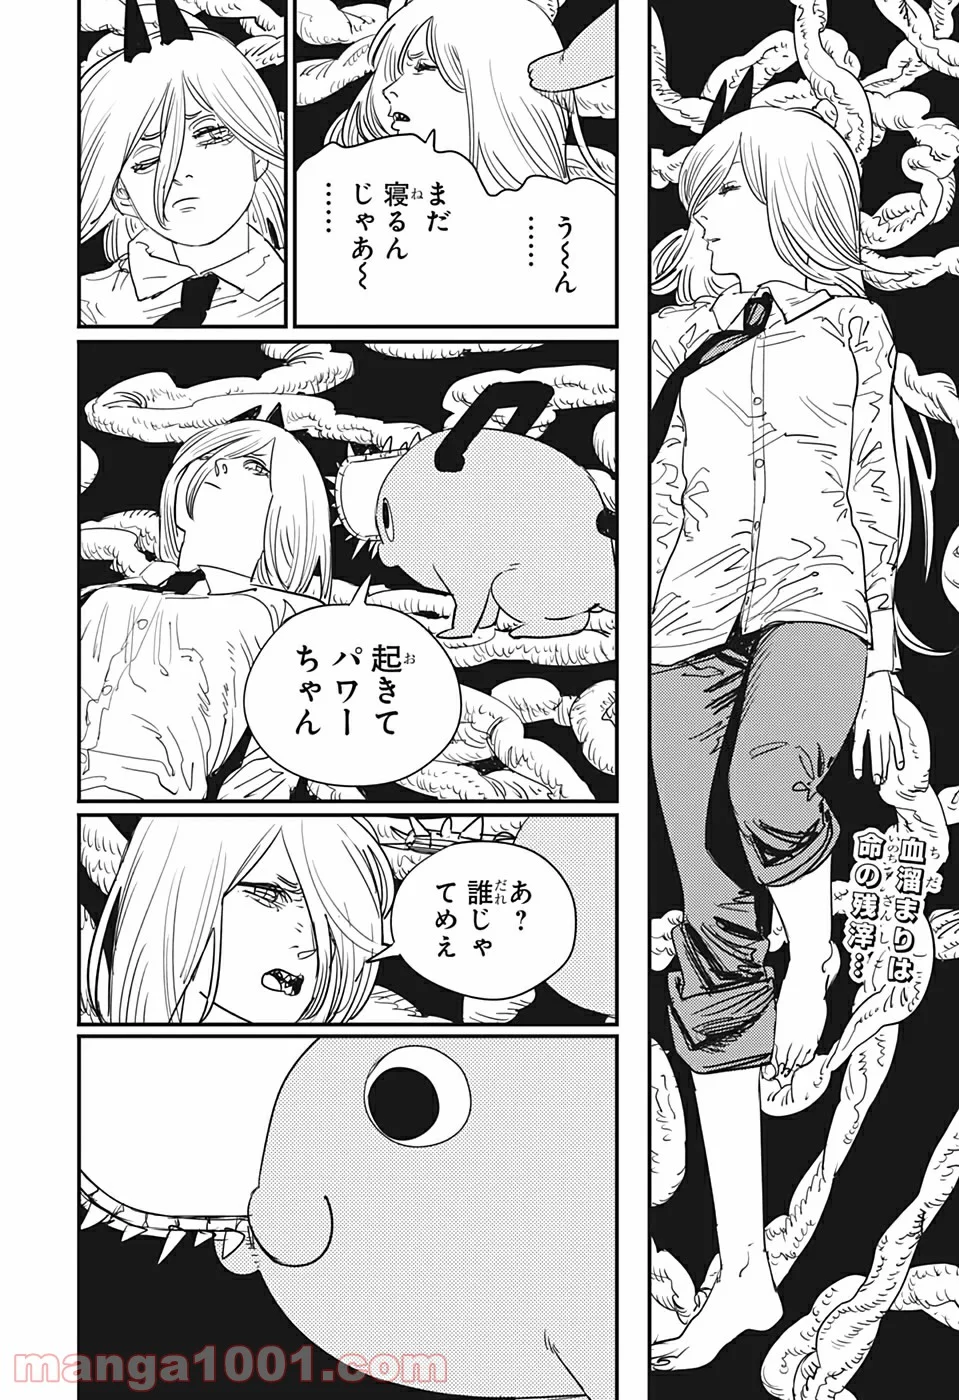 血溜まりは
命の残滓…
う〜ん
……
まだ
寝るん
じゃあ〜
……
起きて
パワー
ちゃん
あ？
誰じゃ
てめえ
manga1001.com